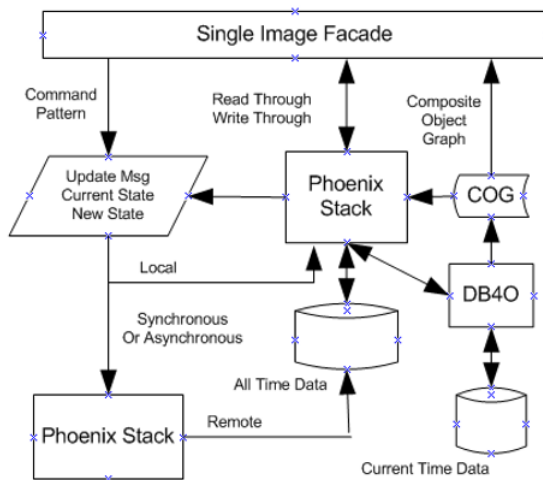 Single Image Facade
Command
Pattern
Read Through
Write Through
Composite
Object
Graph
Update Msg
Current State
New State
Phoenix
Stack
COG
Local
DB4O
Synchronous
Or Asynchronous
All Time Data
Phoenix Stack
Remote
Current Time Data